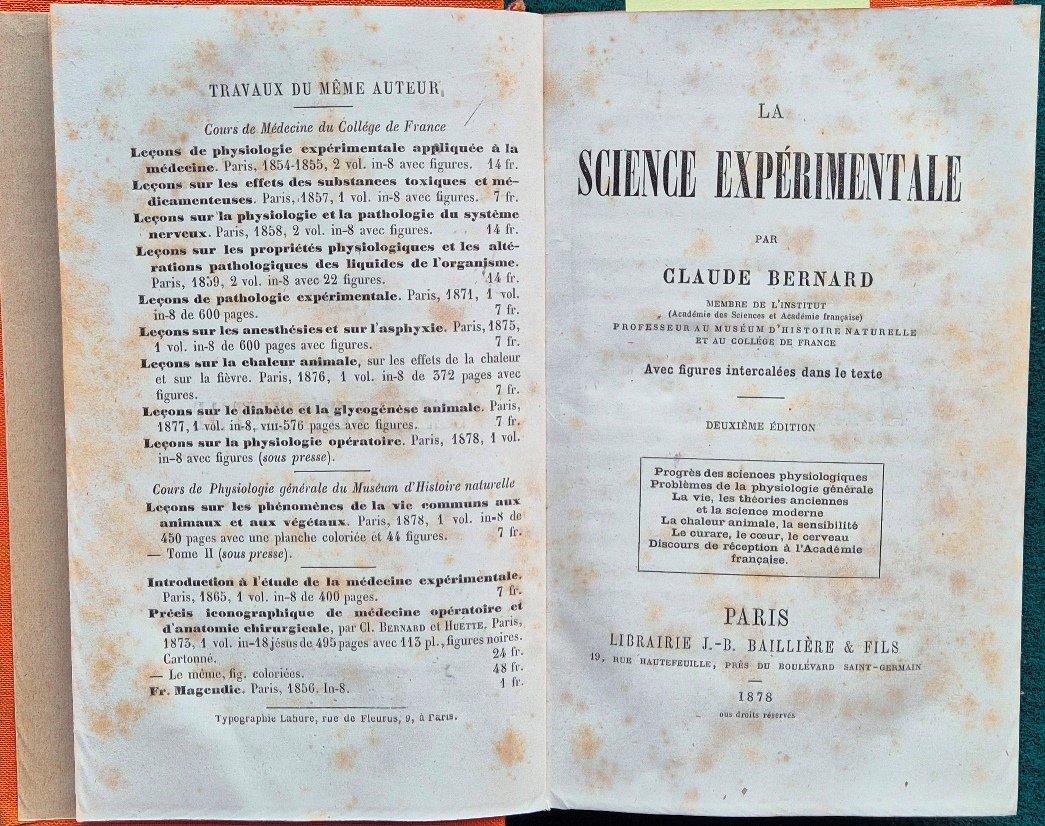 TRAVAUX DU MÊME AUTEUR.
Cours de Médecine du Collége de France
Leçons de physiologie expérimentale appliquée à la
médecine. Paris, 1854-1855, 2 vol. in-8 avec figures. 14 fr.
Leçons sur les effets des substances toxiques et mé-
dicamenteuses. Paris, 1857, 1 vol. in-8 avec figures. 7 fr.
Leçons sur la physiologie et la pathologie du système
nerveux. Paris, 1858, 2 vol. in-8 avec figures. 14 fr.
Leçons sur les propriétés physiologiques et les alté-
rations pathologiques des liquides de l'organisme.
Paris, 1859, 2 vol. in-8 avec 22 figures. 14 fr.
Leçons de pathologie expérimentale. Paris, 1871, 1 vol.
in-8 de 600 pages. 7 fr.
Leçons sur les anesthésies et sur l'asphyxie. Paris, 1875,
1 vol. in-8 de 600 pages avec figures. 7 fr.
Leçons sur la chaleur animale, sur les effets de la chaleur
et sur la fièvre. Paris, 1876, 1 vol. in-8 de 372 pages avec
figures. 7 fr.
Leçons sur le diabète et la glycogénèse animale. Paris,
1877, 1 vol. in-8, VIII-576 pages avec figures. 7 fr.
Leçons sur la physiologie opératoire. Paris, 1878, 1 vol.
in-8 avec figures (sous presse).
Cours de Physiologie générale du Muséum d'Histoire naturelle
Leçons sur les phénomènes de la vie communs aux
animaux et aux végétaux. Paris, 1878, 1 vol. in-8 de
450 pages avec une planche coloriée et 44 figures. 7 fr.
— Tome II (sous presse).
Introduction à l'étude de la médecine expérimentale.
Paris, 1865, 1 vol. in-8 de 400 pages. 7 fr.
Précis iconographique de médecine opératoire et
d'anatomie chirurgicale, par Cl. BERNARD et HUETTE. Paris,
1873, 1 vol. in-18 jésus de 495 pages avec 113 pl., figures noires.
Cartonné. 24 fr.
— Le même, fig. coloriées. 48 fr.
Fr. Magendie. Paris, 1856. In-8. 1 fr.
Typographie Lahure, rue de Fleurus, 9, à Paris.
LA
SCIENCE EXPÉRIMENTALE
PAR
CLAUDE BERNARD
MEMBRE DE L'INSTITUT
(Académie des Sciences et Académie française)
PROFESSEUR AU MUSÉUM D'HISTOIRE NATURELLE
ET AU COLLÉGE DE FRANCE
Avec figures intercalées dans le texte
DEUXIÈME ÉDITION
Progrès des sciences physiologiques
Problèmes de la physiologie générale
La vie, les théories anciennes
et la science moderne
La chaleur animale, la sensibilité
Le curare, le cœur, le cerveau
Discours de réception à l'Académie
française.
PARIS
LIBRAIRIE J.-B. BAILLIÈRE & FILS
19, RUE HAUTEFEUILLE, PRÈS DU BOULEVARD SAINT-GERMAIN
1878
ous droits réservés